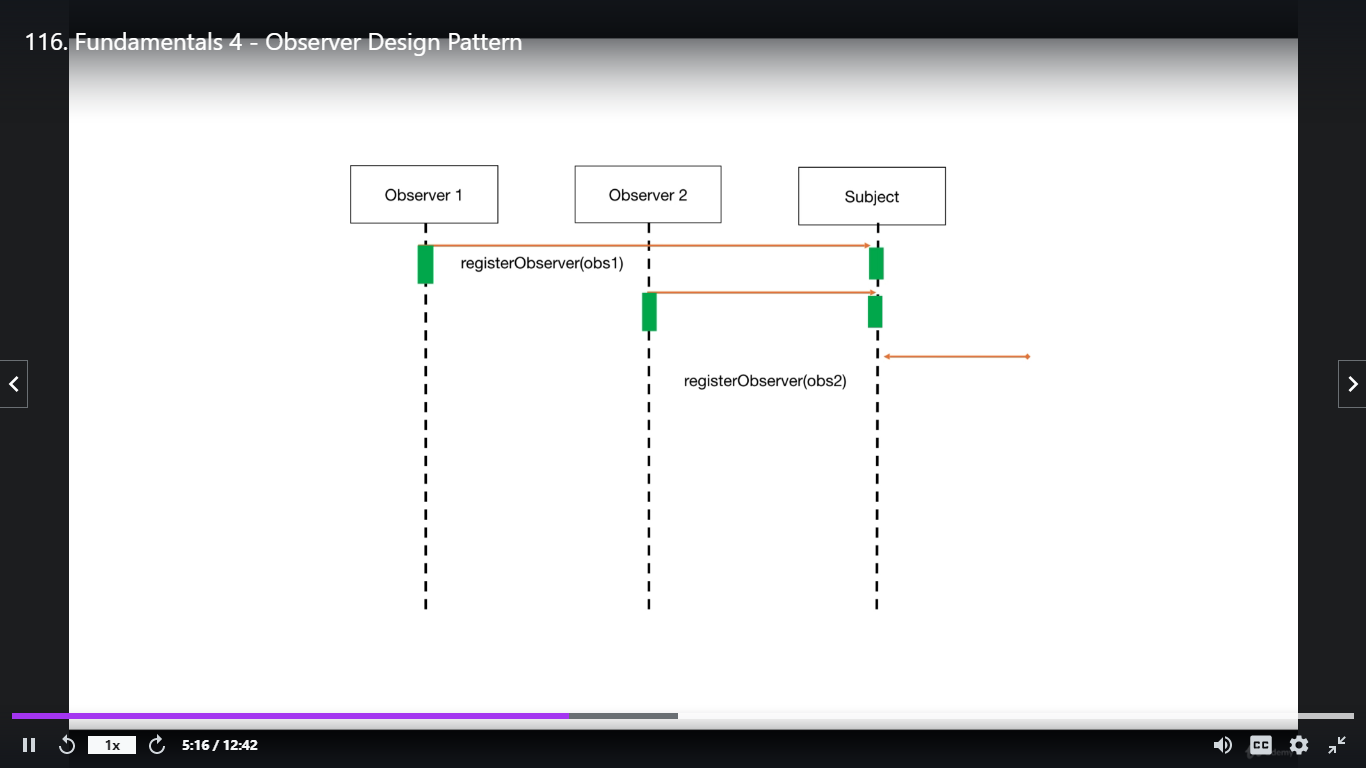 116. Fundamentals 4 - Observer Design Pattern
Observer 1
Observer 2
Subject
registerObserver(obs1)
registerObserver(obs2)
1x
5:16 / 12:42
CC